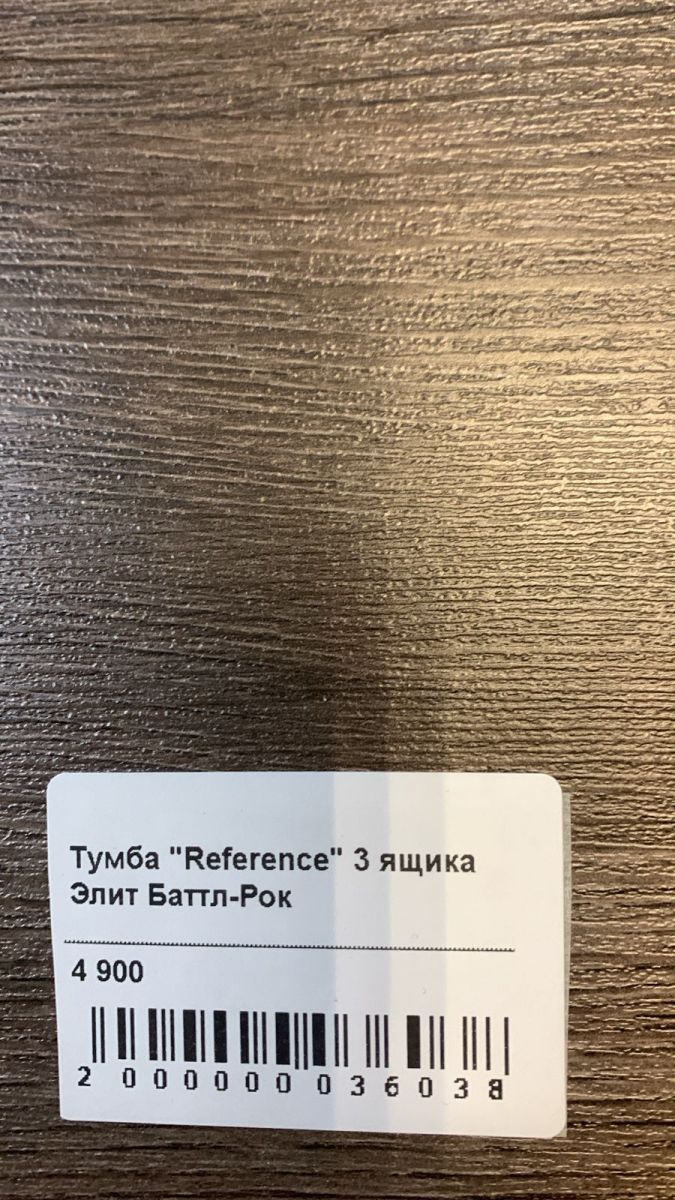 Тумба "Reference" 3 ящика
Элит Баттл-Рок
4 900
2 000000 036038